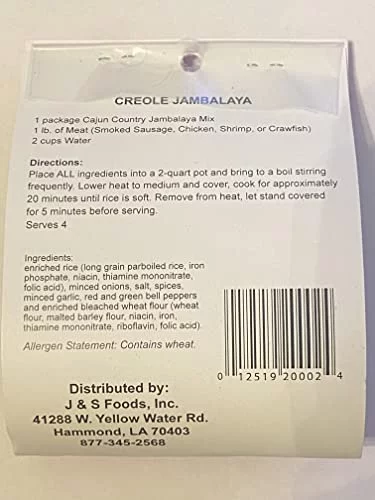 CREOLE JAMBALAYA
1 package Cajun Country Jambalaya Mix
1 lb. of Meat (Smoked Sausage, Chicken, Shrimp, or Crawfish)
2 cups Water
Directions:
Place ALL ingredients into a 2-quart pot and bring to a boil stirring
frequently. Lower heat to medium and cover, cook for approximately
20 minutes until rice is soft. Remove from heat, let stand covered
for 5 minutes before serving.
Serves 4
Ingredients:
enriched rice (long grain parboiled rice, iron
phosphate, niacin, thiamine mononitrate,
folic acid), minced onions, salt, spices,
minced garlic, red and green bell peppers
and enriched bleached wheat flour (wheat
flour, malted barley flour, niacin, iron,
thiamine mononitrate, riboflavin, folic acid).
Allergen Statement: Contains wheat.
0 12519 20002 4
Distributed by:
J & S Foods, Inc.
41288 W. Yellow Water Rd.
Hammond, LA 70403
877-345-2568